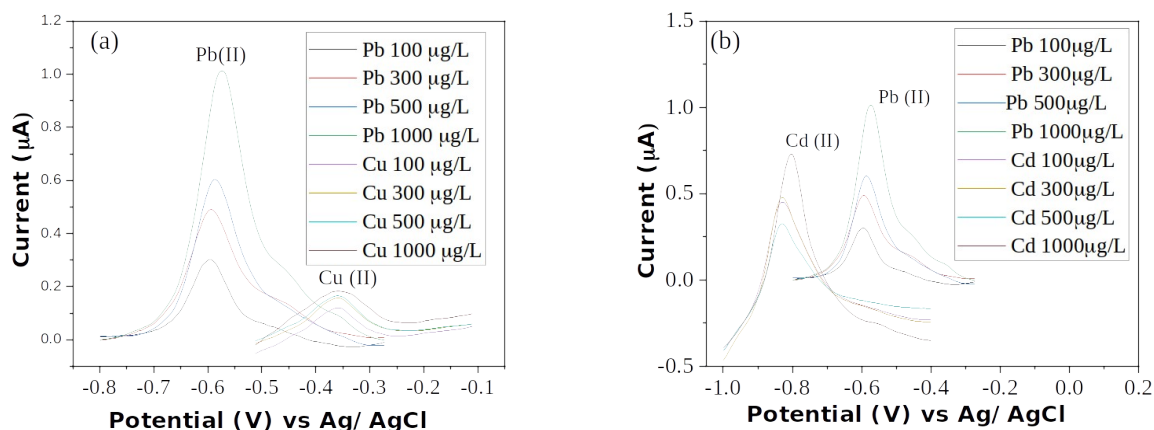 (a)
Pb(II)
Cu (II)
Pb 100 µg/L
Pb 300 µg/L
Pb 500 µg/L
Pb 1000 µg/L
Cu 100 µg/L
Cu 300 µg/L
Cu 500 µg/L
Cu 1000 µg/L
1.2
1.0
0.8
0.6
0.4
0.2
0.0
Current (µA)
-0.8
-0.7
-0.6
-0.5
-0.4
-0.3
-0.2
-0.1
Potential (V) vs Ag/ AgCl
(b)
Pb (II)
Cd (II)
Pb 100µg/L
Pb 300µg/L
Pb 500µg/L
Pb 1000µg/L
Cd 100µg/L
Cd 300µg/L
Cd 500µg/L
Cd 1000µg/L
1.5
1.0
0.5
0.0
-0.5
Current (µA)
-1.0
-0.8
-0.6
-0.4
-0.2
0.0
0.2
Potential (V) vs Ag/ AgCl